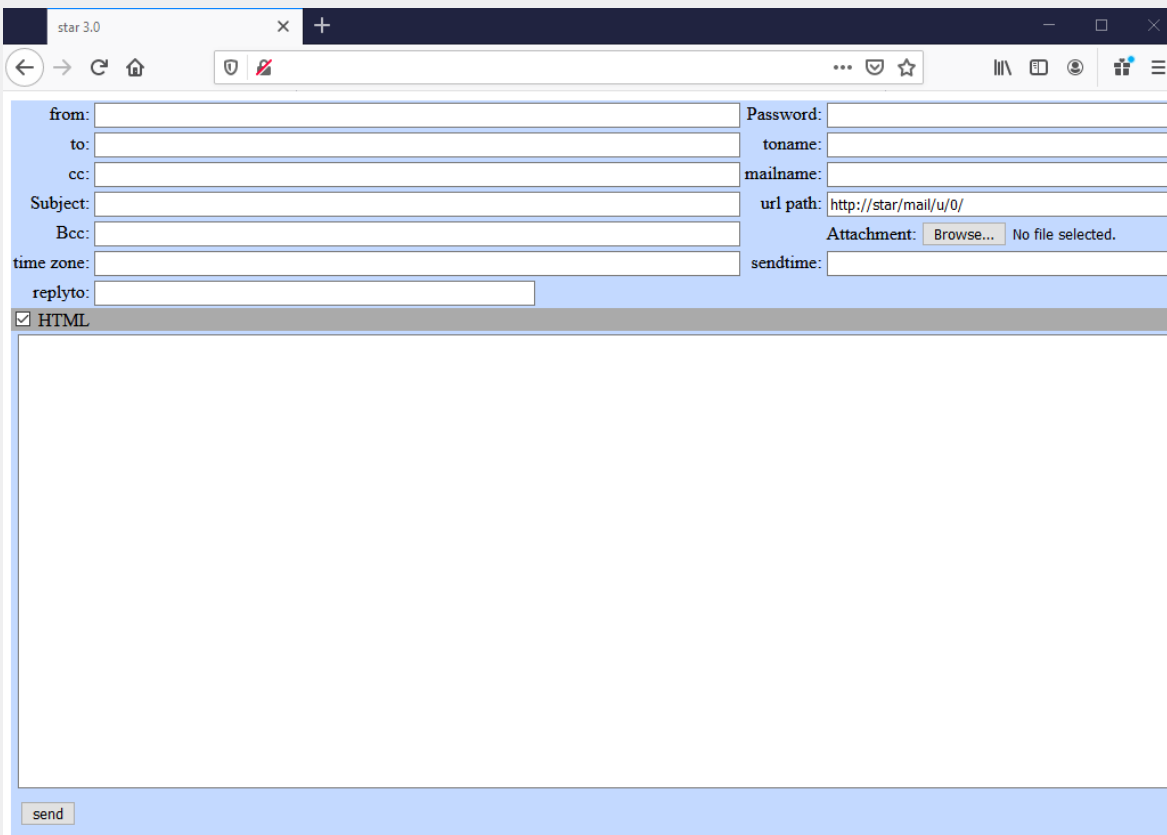 star 3.0
from: Password:
to: toname:
cc: mailname:
Subject: url path: http://star/mail/u/0/
Bcc: Attachment: Browse... No file selected.
time zone: sendtime:
replyto:
HTML
send